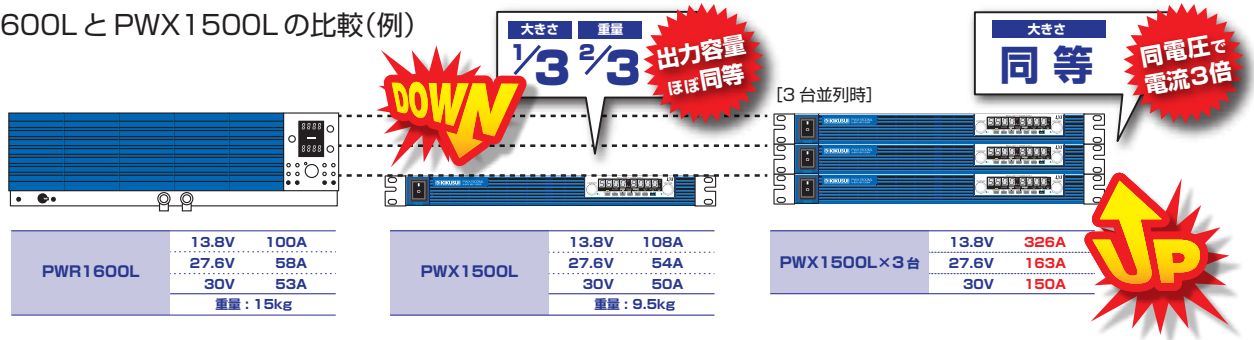 600LとPWX1500Lの比較(例)
大きさ 重量
1/3 2/3
出力容量
ほぼ同等
DOWN
大きさ
同等
同電圧で
電流3倍
[3台並列時]
KIKUSUI
KIKUSUI
KIKUSUI
KIKUSUI
PWR1600L
13.8V 100A
27.6V 58A
30V 53A
重量:15kg
PWX1500L
13.8V 108A
27.6V 54A
30V 50A
重量:9.5kg
PWX1500L×3台
13.8V 326A
27.6V 163A
30V 150A
UP